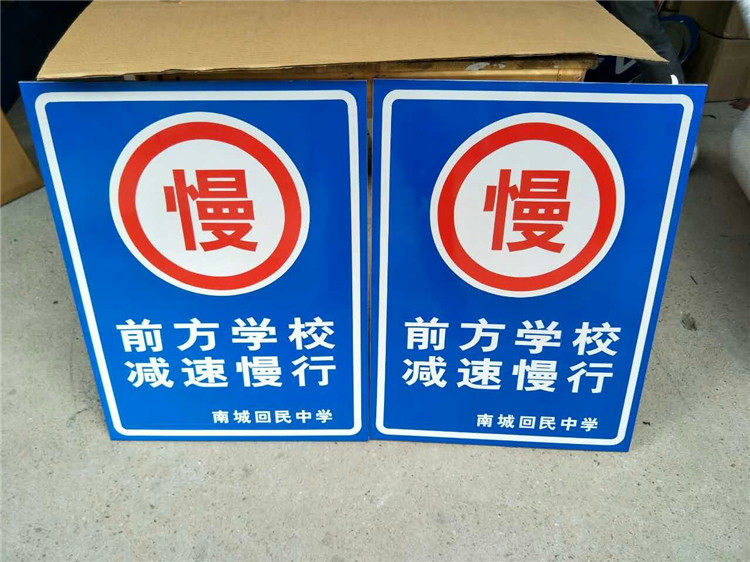 慢
前方学校
减速慢行
南城回民中学
慢
前方学校
减速慢行
南城回民中学